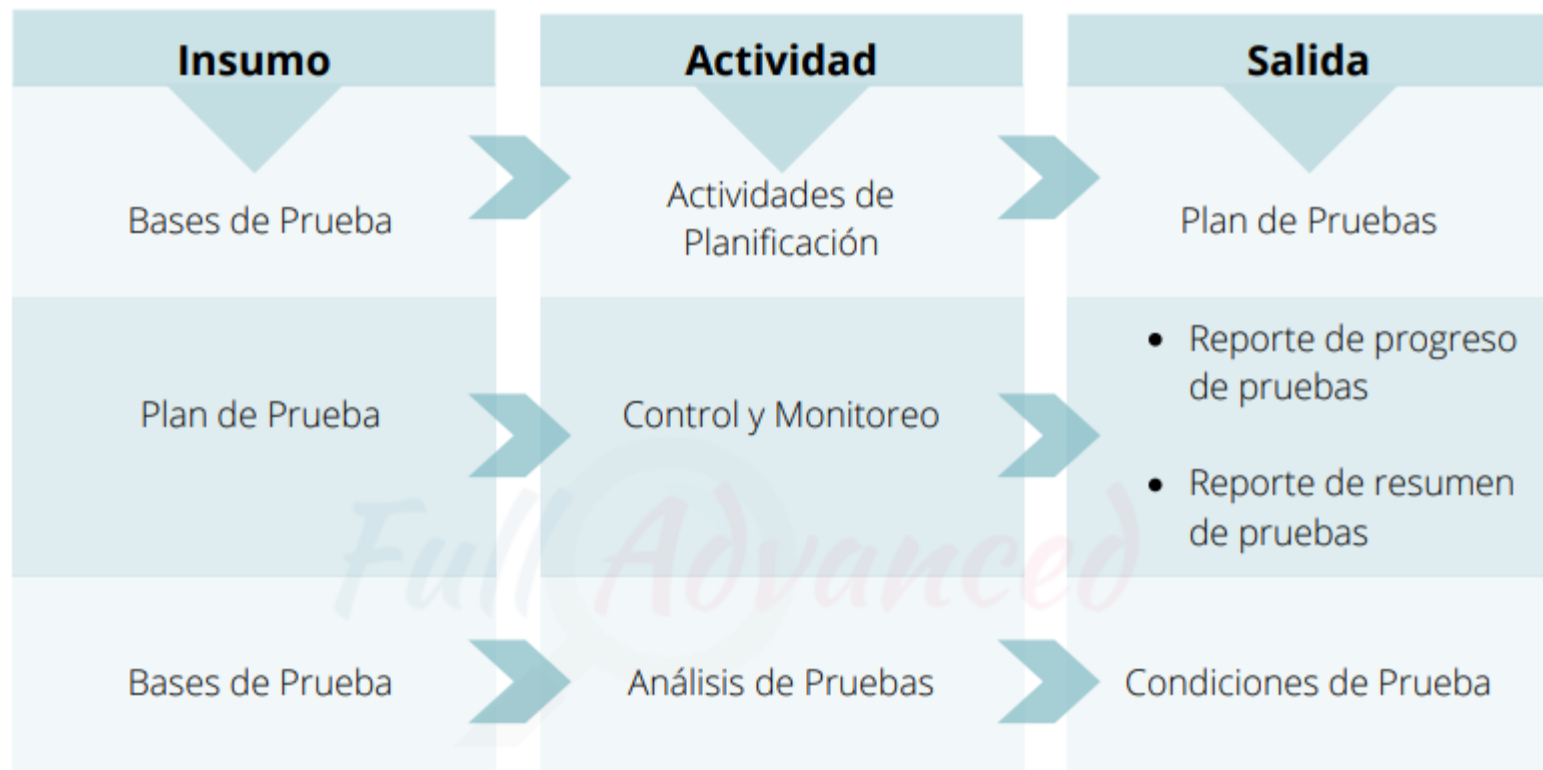 Insumo
Actividad
Salida
Bases de Prueba
Actividades de
Planificación
Plan de Pruebas
Plan de Prueba
Control y Monitoreo
• Reporte de progreso
de pruebas
• Reporte de resumen
de pruebas
Full Advanced
Bases de Prueba
Análisis de Pruebas
Condiciones de Prueba